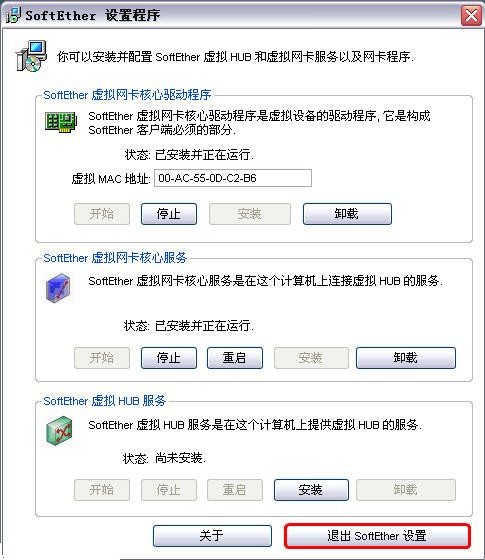 SoftEther 设置程序
你可以安装并配置 SoftEther 虚拟 HUB 和虚拟网卡服务以及网卡程序.
SoftEther 虚拟网卡核心驱动程序
SoftEther 虚拟网卡核心驱动程序是虚拟设备的驱动程序, 它是构成
SoftEther 客户端必须的部分.
状态: 已安装并正在运行.
虚拟 MAC 地址: 00-AC-55-0D-C2-B6
开始 停止 安装 卸载
SoftEther 虚拟网卡核心服务
SoftEther 虚拟网卡核心服务是在这个计算机上连接虚拟 HUB 的服务.
状态: 已安装并正在运行.
开始 停止 重启 安装 卸载
SoftEther 虚拟 HUB 服务
SoftEther 虚拟 HUB 服务是在这个计算机上提供虚拟 HUB 的服务.
状态: 尚未安装.
开始 停止 重启 安装 卸载
关于 退出 SoftEther 设置